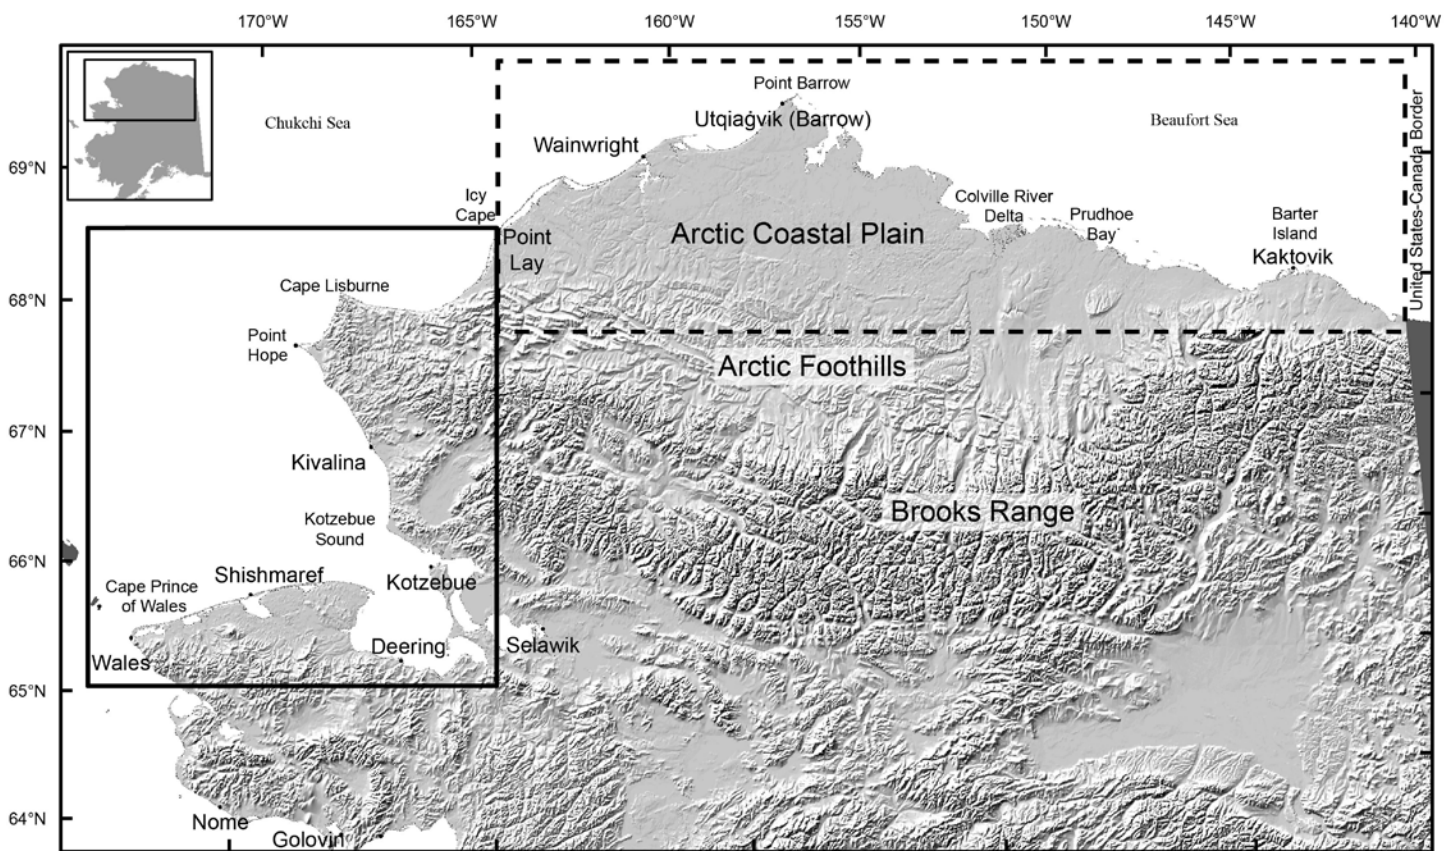 170°W 165°W 160°W 155°W 150°W 145°W 140°W
Point Barrow
Chukchi Sea
Utqiaġvik (Barrow)
Beaufort Sea
United States-Canada Border
Wainwright
69°N
Icy
Cape
Colville River
Delta
Prudhoe
Bay
Barter
Island
Kaktovik
Arctic Coastal Plain
Point
Lay
Cape Lisburne
68°N
Point
Hope
Arctic Foothills
67°N
Kivalina
Brooks Range
Kotzebue
Sound
66°N
Shishmaref
Kotzebue
Cape Prince
of Wales
Deering
Selawik
Wales
65°N
64°N
Nome
Golovin